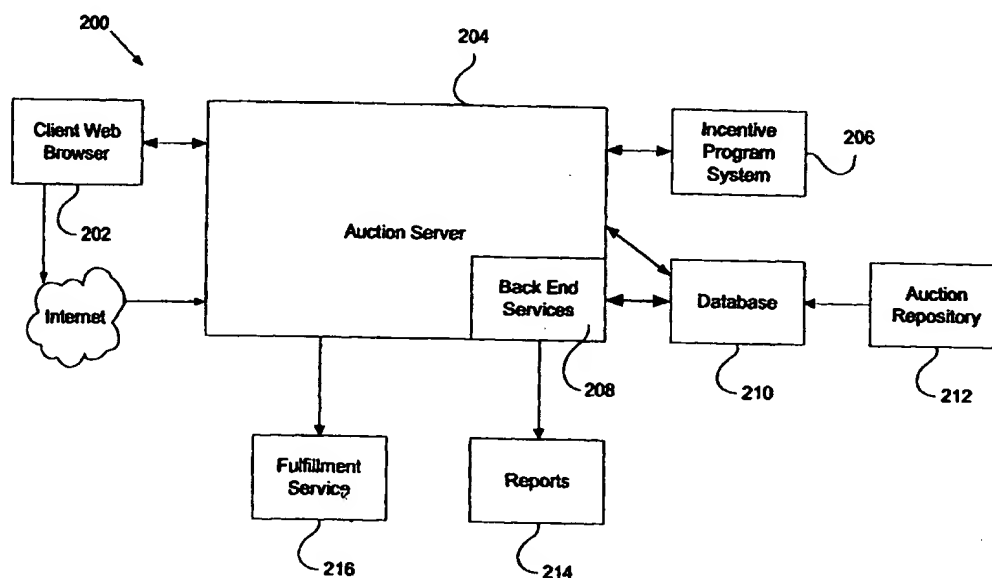 200
204
Client Web
Browser
202
Internet
Auction Server
Incentive
Program
System
206
Back End
Services
208
Database
210
Auction
Repository
212
Fulfillment
Service
216
Reports
214